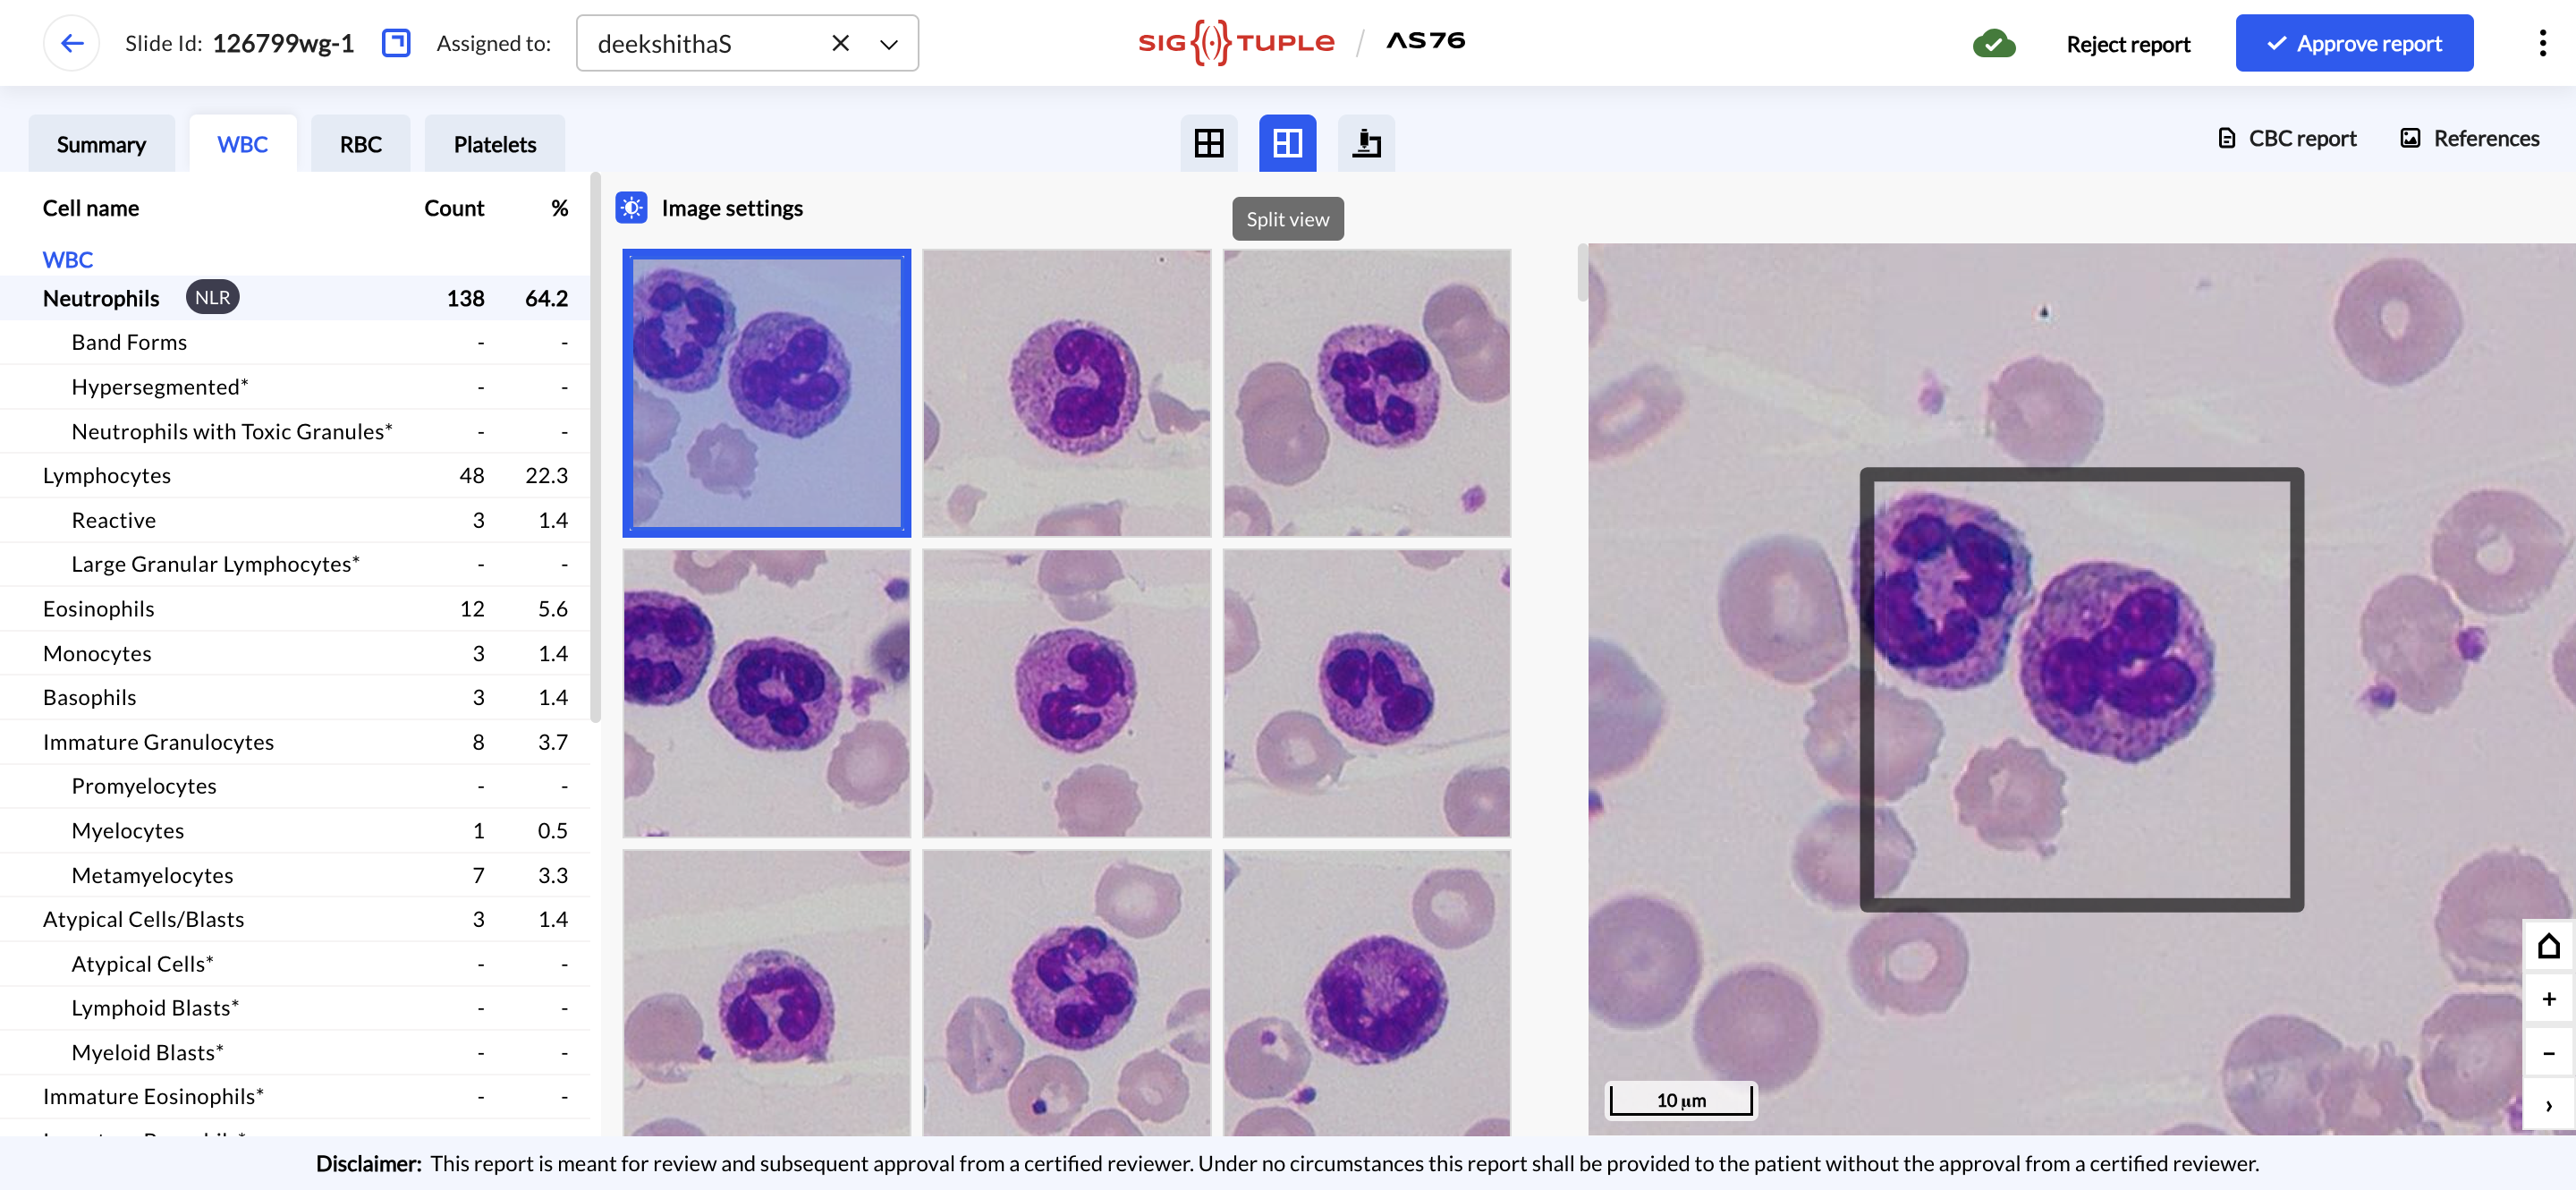 Slide Id: 126799wg-1 Assigned to: deekshithaS SIG TUPLE / AS76 Reject report Approve report
Summary WBC RBC Platelets CBC report References
Cell name Count % Image settings
Split view
WBC
Neutrophils NLR 138 64.2
Band Forms - -
Hypersegmented* - -
Neutrophils with Toxic Granules* - -
Lymphocytes 48 22.3
Reactive 3 1.4
Large Granular Lymphocytes* - -
Eosinophils 12 5.6
Monocytes 3 1.4
Basophils 3 1.4
Immature Granulocytes 8 3.7
Promyelocytes - -
Myelocytes 1 0.5
Metamyelocytes 7 3.3
Atypical Cells/Blasts 3 1.4
Atypical Cells* - -
Lymphoid Blasts* - -
Myeloid Blasts* - -
Immature Eosinophils* - -
10 μm
Disclaimer: This report is meant for review and subsequent approval from a certified reviewer. Under no circumstances this report shall be provided to the patient without the approval from a certified reviewer.